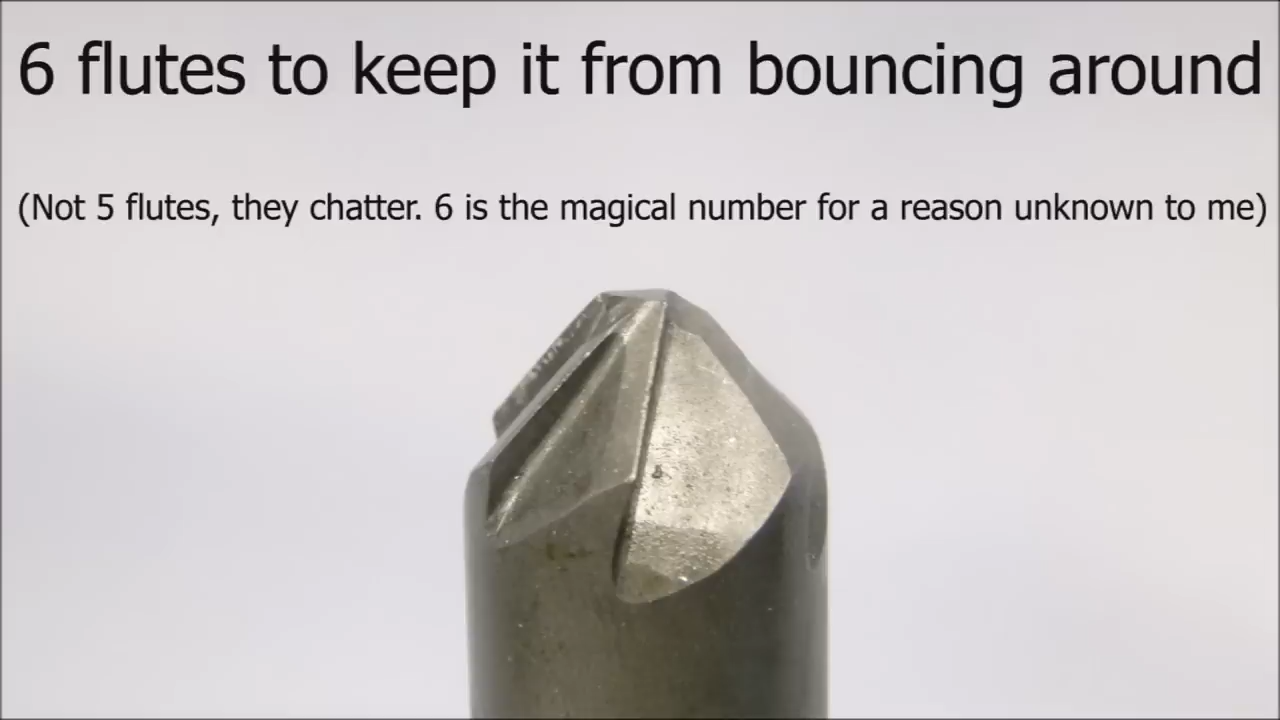 6 flutes to keep it from bouncing around
(Not 5 flutes, they chatter. 6 is the magical number for a reason unknown to me)